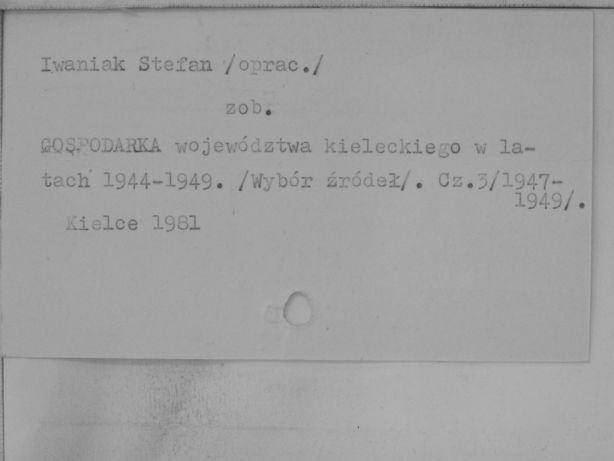 Iwaniak Stefan /oprac./
zob.
GOSPODARKA województwa kieleckiego w la-
tach 1944-1949. /Wybór źródeł/. Cz.3/1947-
1949/.
Kielce 1981